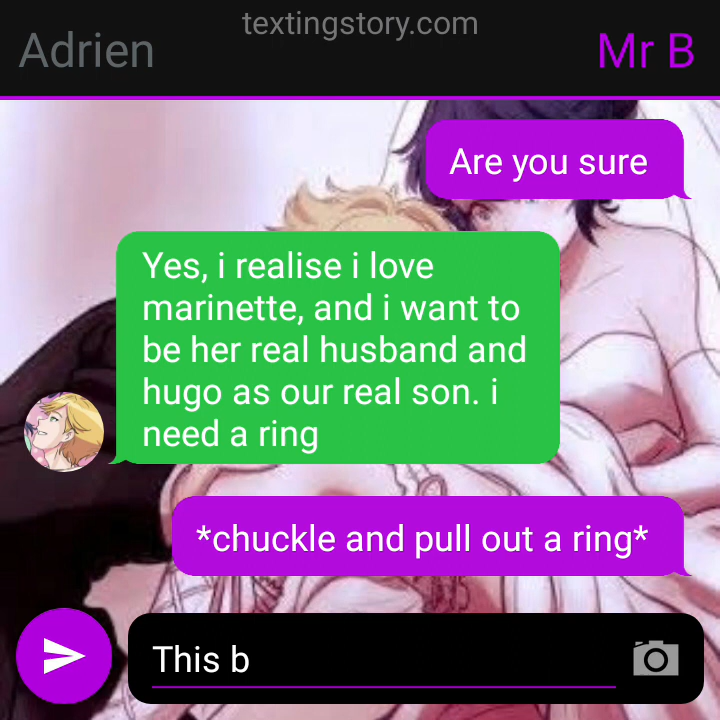 textingstory.com
Adrien
Mr B
Are you sure
Yes, i realise i love
marinette, and i want to
be her real husband and
hugo as our real son. i
need a ring
*chuckle and pull out a ring*
This b